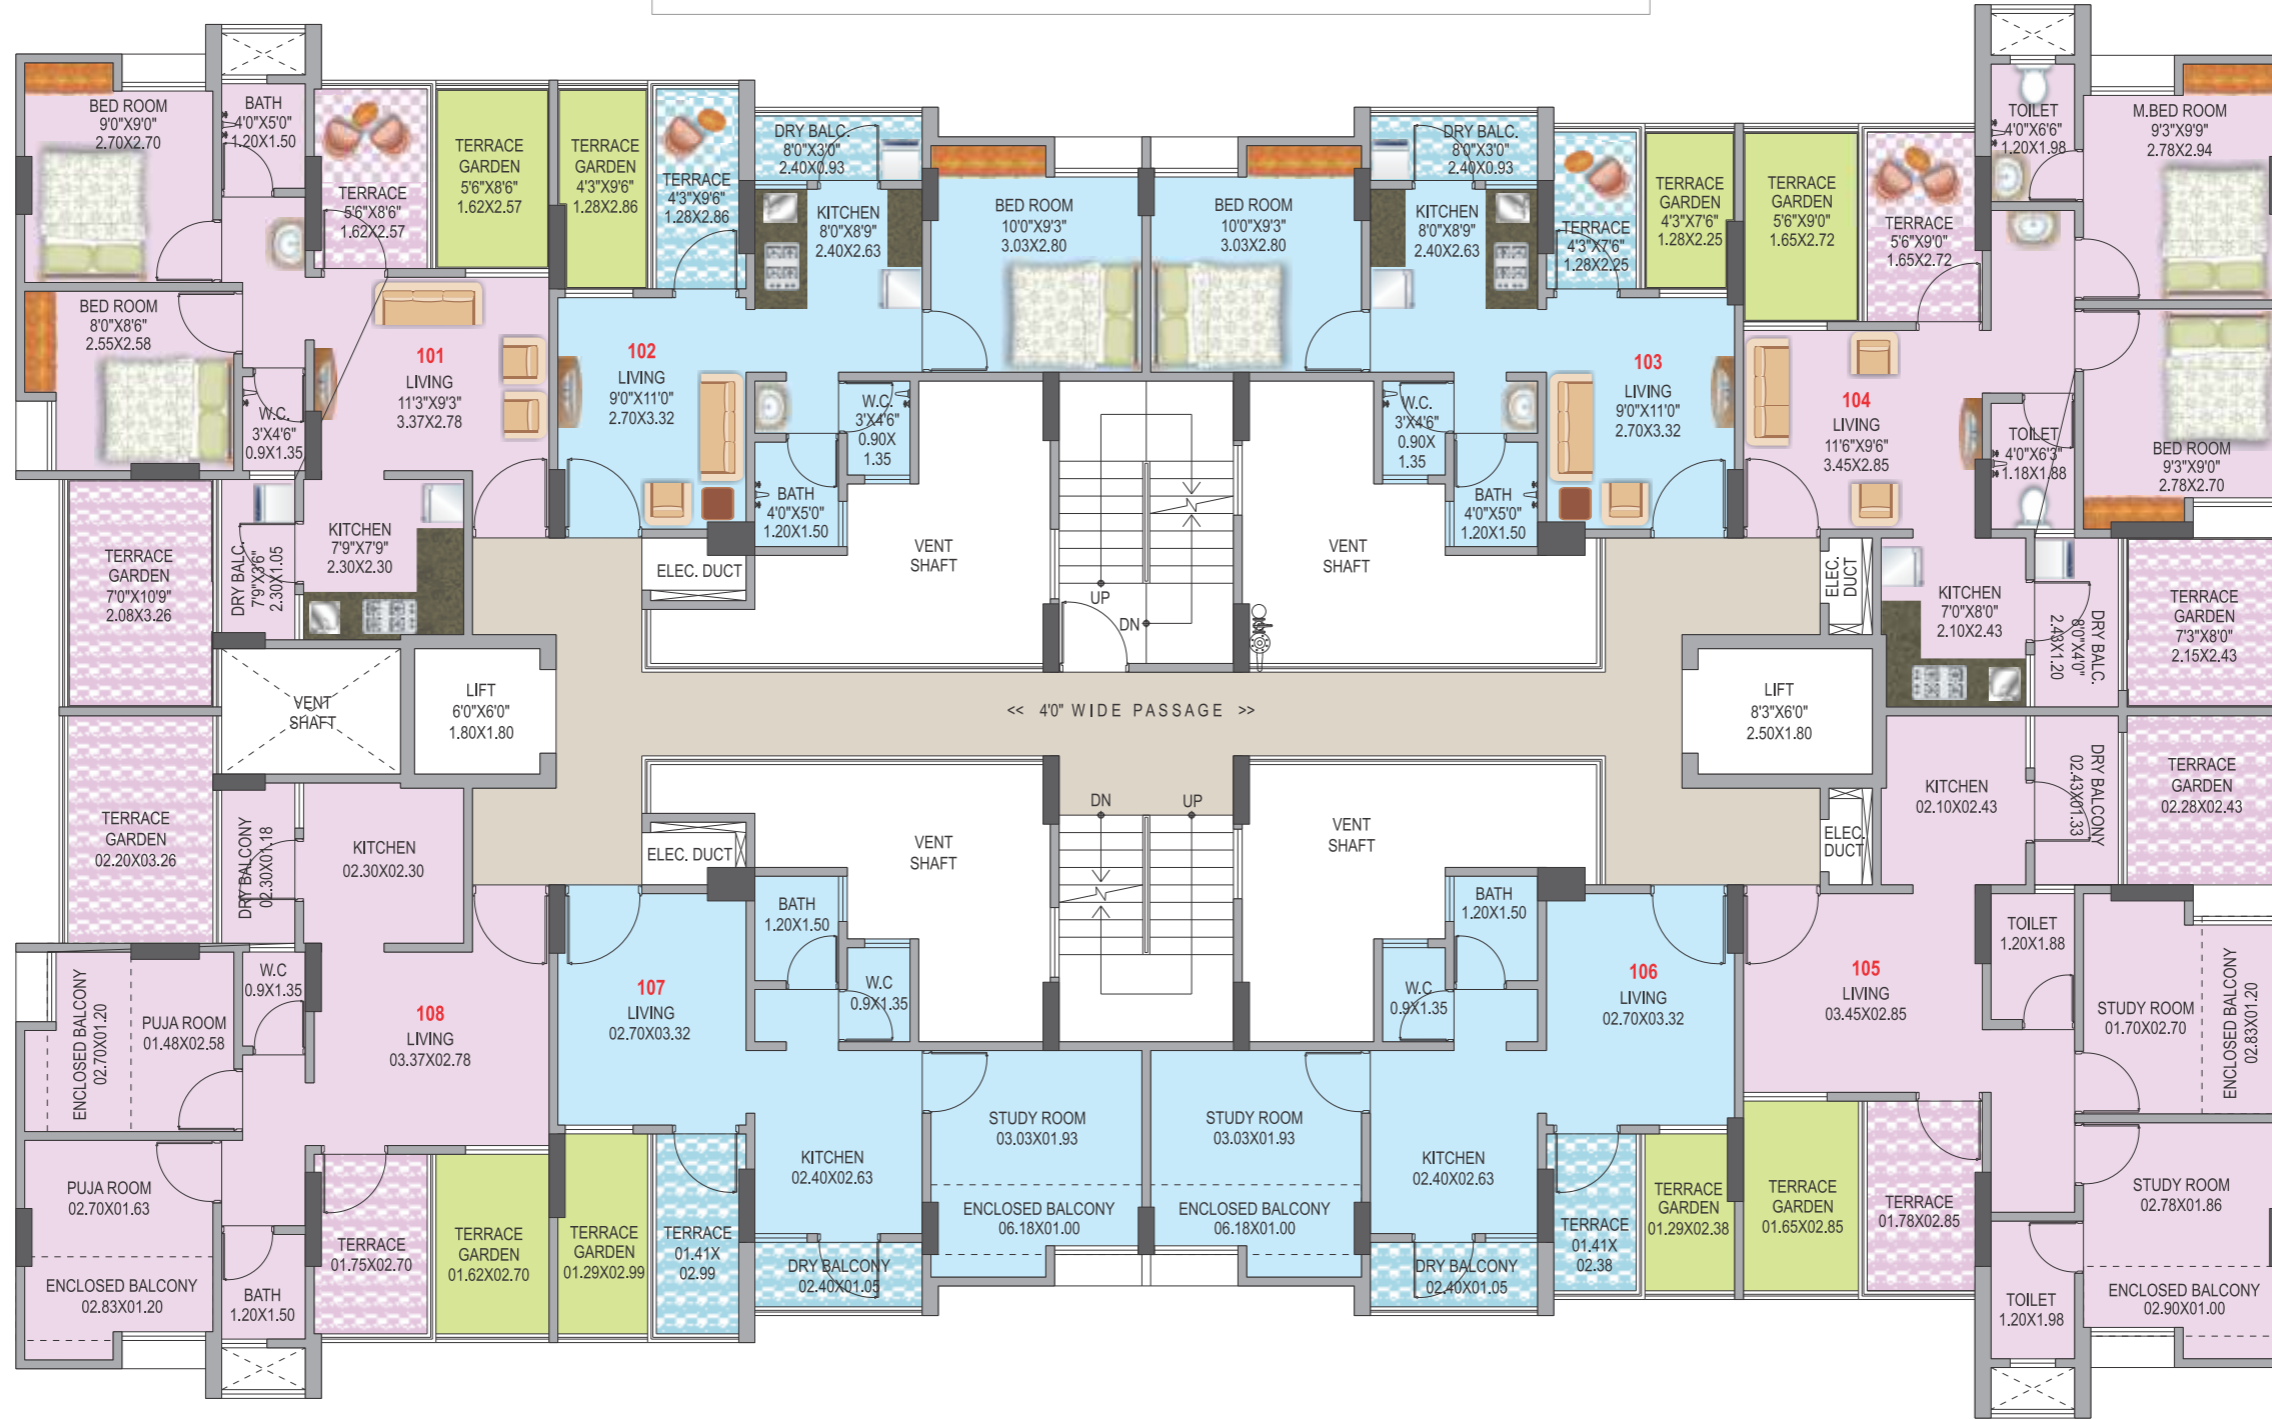 BED ROOM
9'0"X9'0"
2.70X2.70
BATH
4'0"X5'0"
1.20X1.50
TERRACE
5'6"X8'6"
1.62X2.57
TERRACE
GARDEN
5'6"X8'6"
1.62X2.57
TERRACE
GARDEN
4'3"X9'6"
1.28X2.86
TERRACE
4'3"X9'6"
1.28X2.86
DRY BALC.
8'0"X3'0"
2.40X0.93
KITCHEN
8'0"X8'9"
2.40X2.63
BED ROOM
10'0"X9'3"
3.03X2.80
BED ROOM
10'0"X9'3"
3.03X2.80
DRY BALC.
8'0"X3'0"
2.40X0.93
KITCHEN
8'0"X8'9"
2.40X2.63
TERRACE
4'3"X7'6"
1.28X2.25
TERRACE
GARDEN
4'3"X7'6"
1.28X2.25
TERRACE
GARDEN
5'6"X9'0"
1.65X2.72
TERRACE
5'6"X9'0"
1.65X2.72
TOILET
4'0"X6'6"
1.20X1.98
M.BED ROOM
9'3"X9'9"
2.78X2.94
BED ROOM
8'0"X8'6"
2.55X2.58
W.C.
3'X4'6"
0.9X1.35
101
LIVING
11'3"X9'3"
3.37X2.78
102
LIVING
9'0"X11'0"
2.70X3.32
W.C.
3'X4'6"
0.90X
1.35
BATH
4'0"X5'0"
1.20X1.50
W.C.
3'X4'6"
0.90X
1.35
BATH
4'0"X5'0"
1.20X1.50
103
LIVING
9'0"X11'0"
2.70X3.32
104
LIVING
11'6"X9'6"
3.45X2.85
TOILET
4'0"X6'3"
1.18X1.88
BED ROOM
9'3"X9'0"
2.78X2.70
TERRACE
GARDEN
7'0"X10'9"
2.08X3.26
DRY BALC.
7'9"X3'6"
2.30X1.05
KITCHEN
7'9"X7'9"
2.30X2.30
ELEC. DUCT
VENT
SHAFT
UP
DN
VENT
SHAFT
ELEC.
DUCT
KITCHEN
7'0"X8'0"
2.10X2.43
DRY BALC.
8'0"X4'0"
2.43X1.20
TERRACE
GARDEN
7'3"X8'0"
2.15X2.43
VENT
SHAFT
LIFT
6'0"X6'0"
1.80X1.80
<< 4'0" WIDE PASSAGE >>
LIFT
8'3"X6'0"
2.50X1.80
TERRACE
GARDEN
02.20X03.26
DRY BALCONY
02.30X01.18
KITCHEN
02.30X02.30
ELEC. DUCT
VENT
SHAFT
DN
UP
VENT
SHAFT
ELEC.
DUCT
KITCHEN
02.10X02.43
DRY BALCONY
02.43X01.33
TERRACE
GARDEN
02.28X02.43
ENCLOSED BALCONY
02.70X01.20
PUJA ROOM
01.48X02.58
W.C
0.9X1.35
108
LIVING
03.37X02.78
107
LIVING
02.70X03.32
BATH
1.20X1.50
W.C
0.9X1.35
W.C
0.9X1.35
BATH
1.20X1.50
106
LIVING
02.70X03.32
105
LIVING
03.45X02.85
TOILET
1.20X1.88
STUDY ROOM
01.70X02.70
ENCLOSED BALCONY
02.83X01.20
PUJA ROOM
02.70X01.63
ENCLOSED BALCONY
02.83X01.20
BATH
1.20X1.50
TERRACE
01.75X02.70
TERRACE
GARDEN
01.62X02.70
TERRACE
GARDEN
01.29X02.99
TERRACE
01.41X
02.99
KITCHEN
02.40X02.63
DRY BALCONY
02.40X01.05
STUDY ROOM
03.03X01.93
ENCLOSED BALCONY
06.18X01.00
STUDY ROOM
03.03X01.93
ENCLOSED BALCONY
06.18X01.00
KITCHEN
02.40X02.63
DRY BALCONY
02.40X01.05
TERRACE
01.41X
02.38
TERRACE
GARDEN
01.29X02.38
TERRACE
GARDEN
01.65X02.85
TERRACE
01.78X02.85
TOILET
1.20X1.98
STUDY ROOM
02.78X01.86
ENCLOSED BALCONY
02.90X01.00